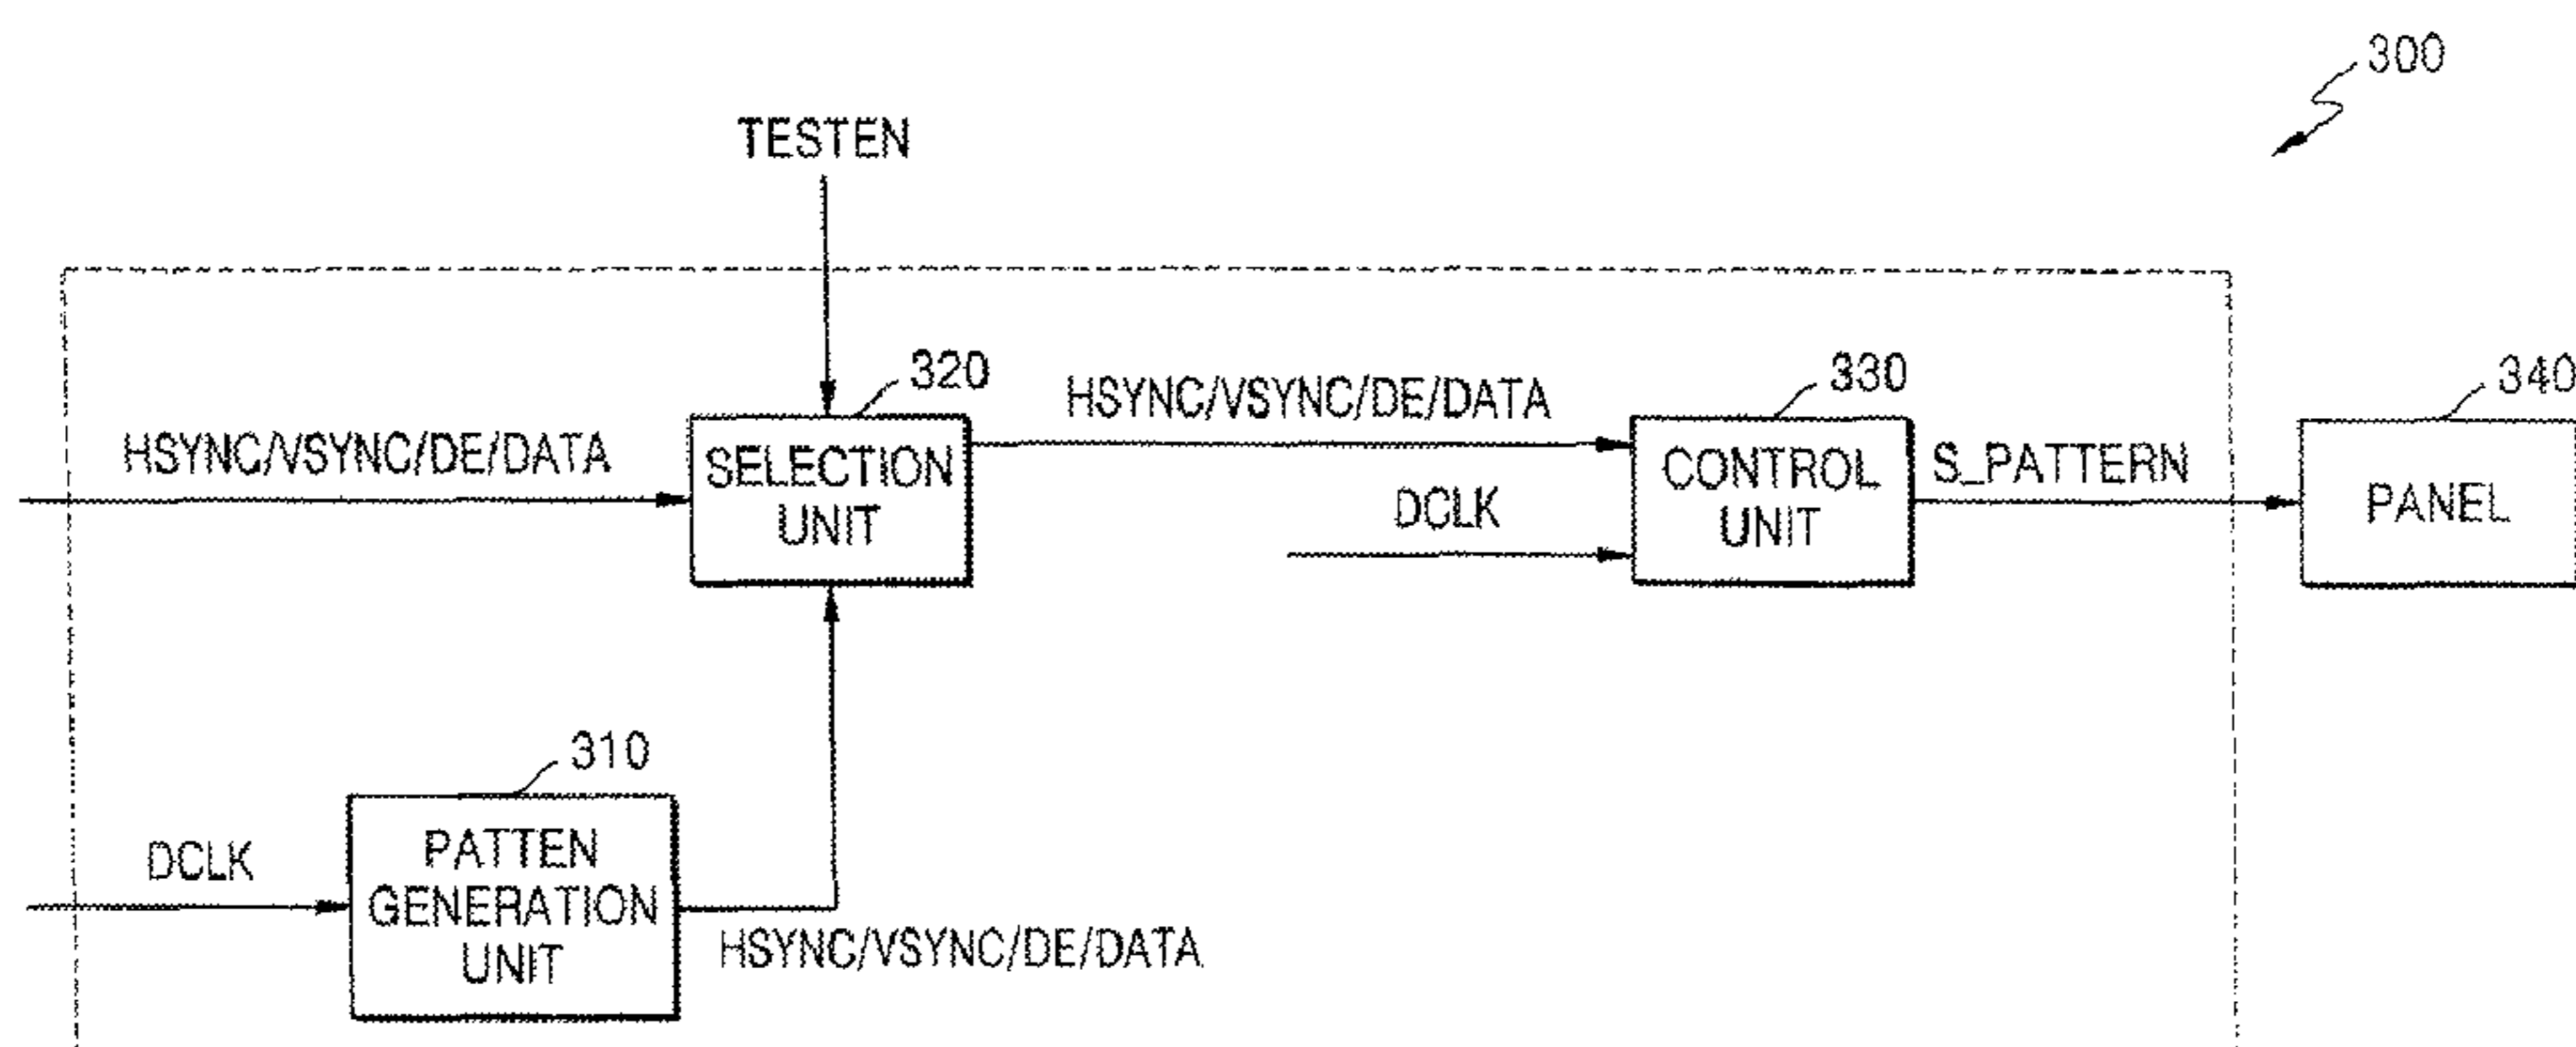 300
TESTEN
320
HSYNC/VSYNC/DE/DATA
330
340
HSYNC/VSYNC/DE/DATA
SELECTION
UNIT
DCLK
CONTROL
UNIT
S_PATTERN
PANEL
310
DCLK
PATTEN
GENERATION
UNIT
HSYNC/VSYNC/DE/DATA